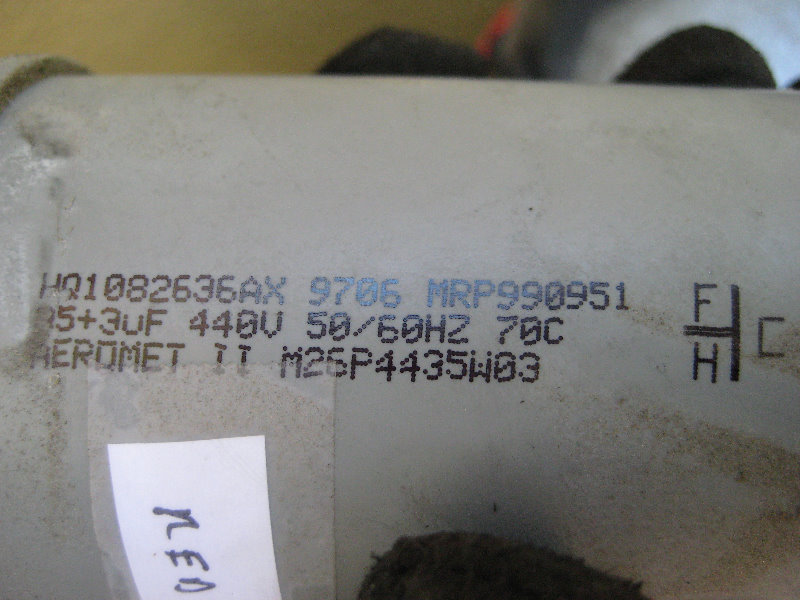 HQ1082636AX 9706 MRP990951
35+3uF 440V 50/60HZ 70C
AEROMET II M26P4435W03
F
H
C